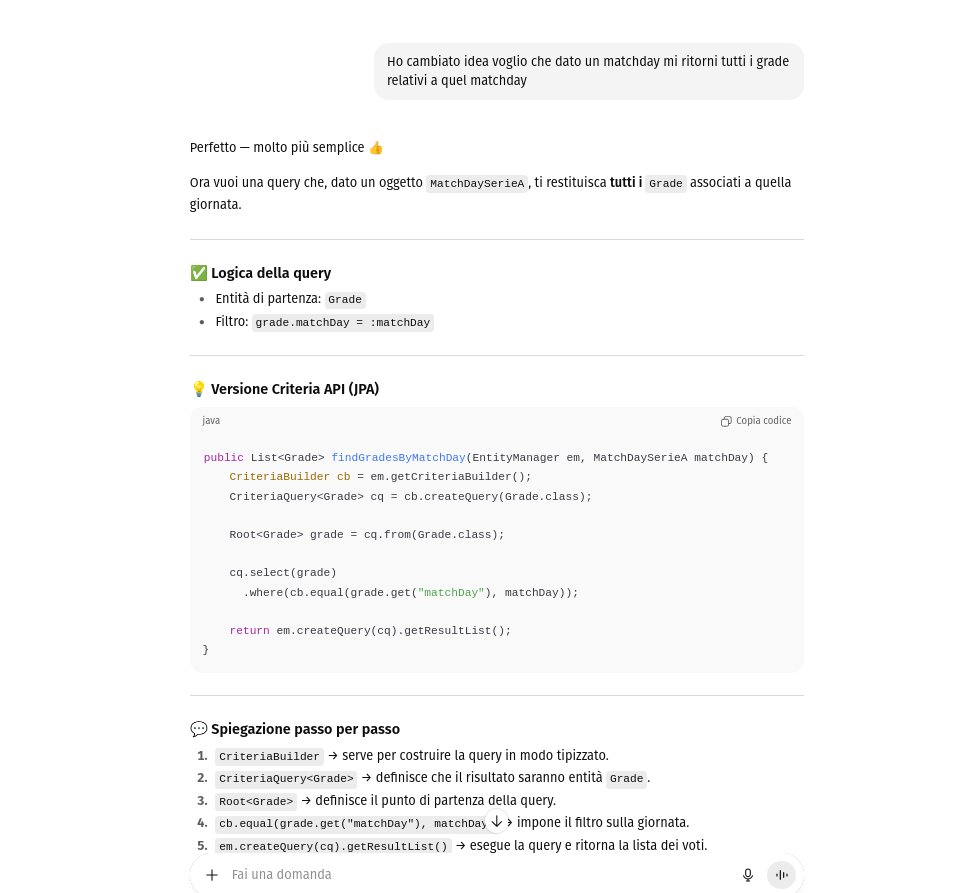 Ho cambiato idea voglio che dato un matchday mi ritorni tutti i grade
relativi a quel matchday
Perfetto — molto più semplice 👍
Ora vuoi una query che, dato un oggetto MatchDaySerieA, ti restituisca tutti i Grade associati a quella
giornata.
✅ Logica della query
• Entità di partenza: Grade
• Filtro: grade.matchDay = :matchDay
💡 Versione Criteria API (JPA)
java
Copia codice
public List<Grade> findGradesByMatchDay(EntityManager em, MatchDaySerieA matchDay) {
    CriteriaBuilder cb = em.getCriteriaBuilder();
    CriteriaQuery<Grade> cq = cb.createQuery(Grade.class);
    Root<Grade> grade = cq.from(Grade.class);
    cq.select(grade)
      .where(cb.equal(grade.get("matchDay"), matchDay));
    return em.createQuery(cq).getResultList();
}
💬 Spiegazione passo per passo
1. CriteriaBuilder → serve per costruire la query in modo tipizzato.
2. CriteriaQuery<Grade> → definisce che il risultato saranno entità Grade.
3. Root<Grade> → definisce il punto di partenza della query.
4. cb.equal(grade.get("matchDay"), matchDay → impone il filtro sulla giornata.
5. em.createQuery(cq).getResultList() → esegue la query e ritorna la lista dei voti.
Fai una domanda